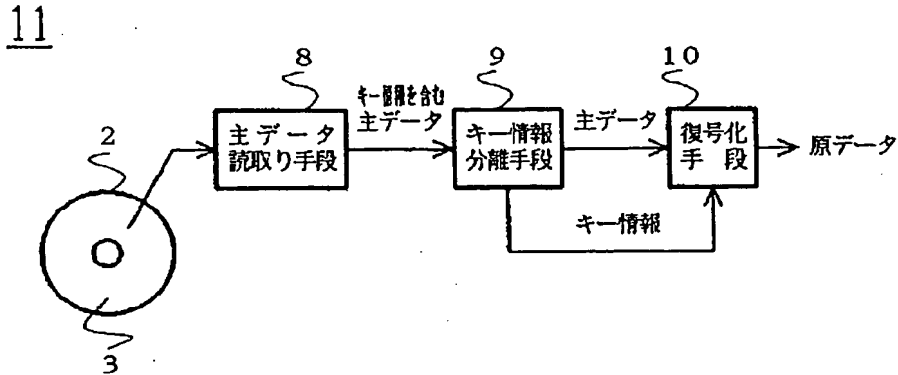 11
8
9
10
キー情報を含む
主データ
主データ
読取り手段
キー情報
分離手段
主データ
復号化
手段
原データ
キー情報
2
3